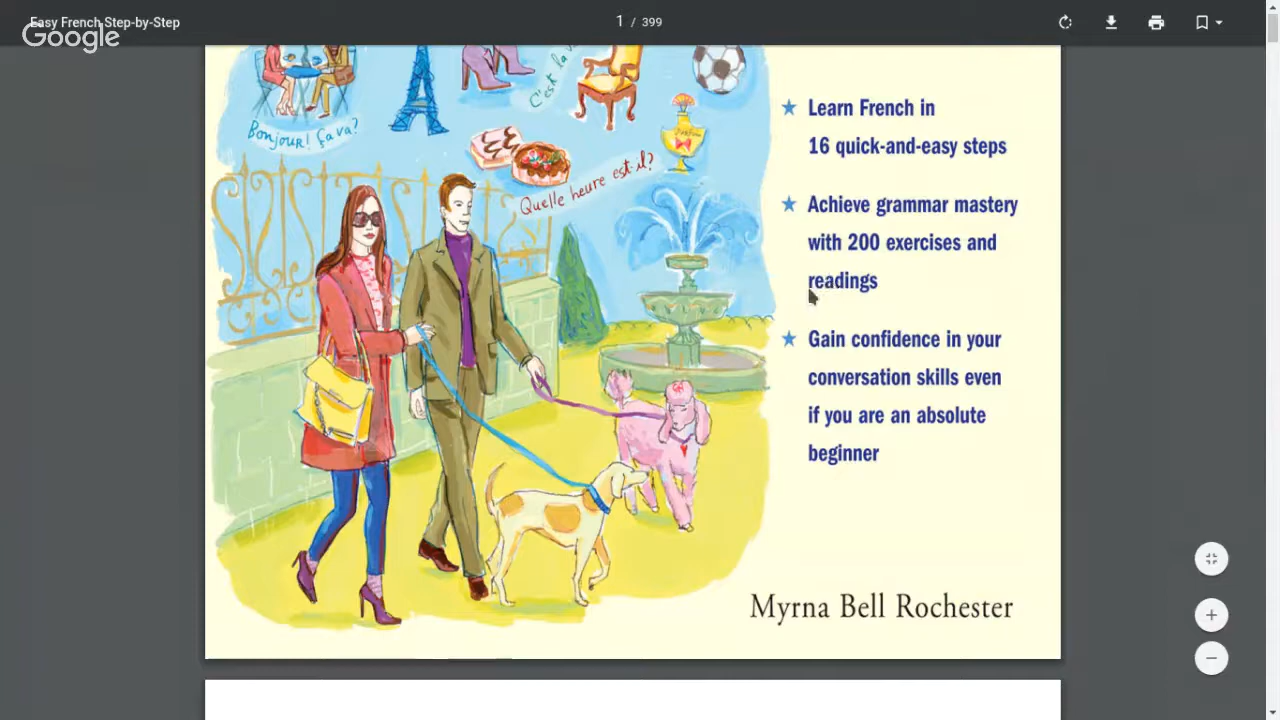 Easy French Step-by-Step
1 / 399
Google
C'est la v
Bonjour! Ça va?
Parfum
Quelle heure est-il?
Learn French in
16 quick-and-easy steps
Achieve grammar mastery
with 200 exercises and
readings
Gain confidence in your
conversation skills even
if you are an absolute
beginner
Myrna Bell Rochester